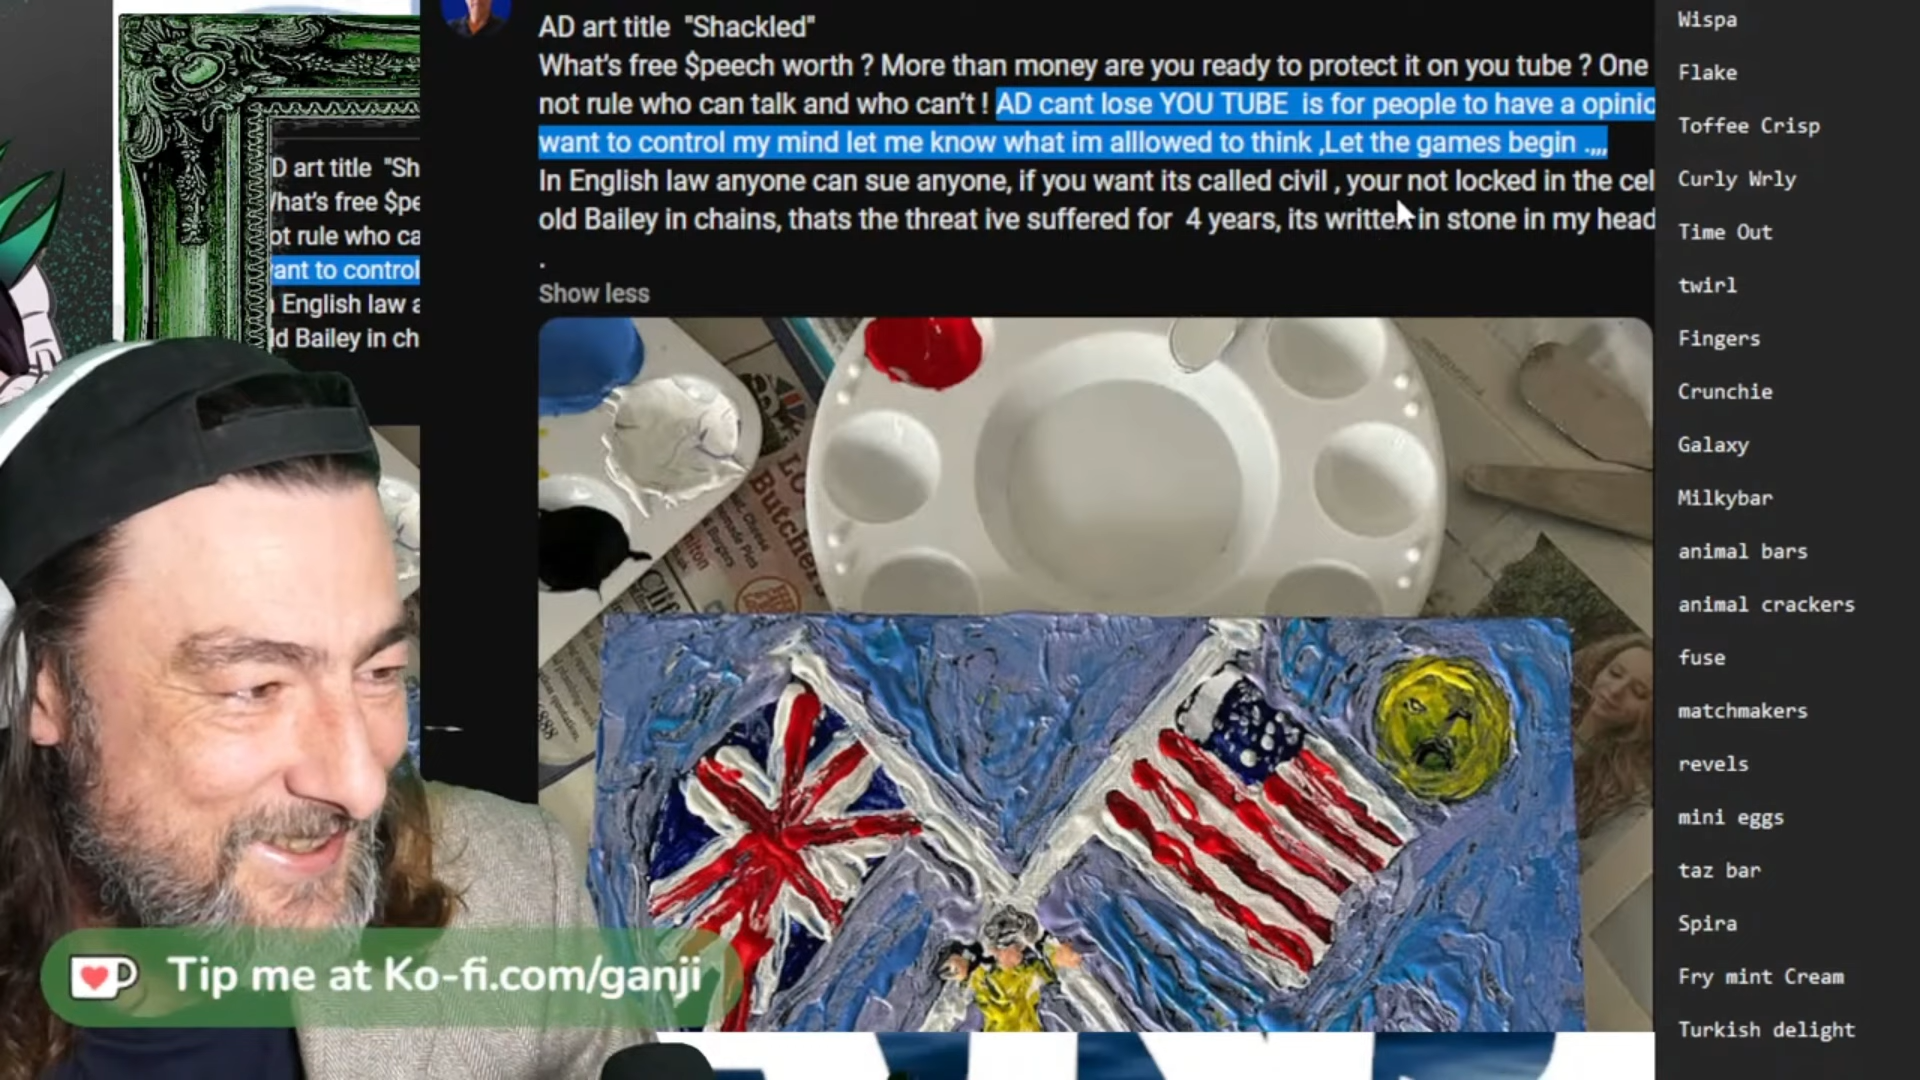 AD art title "Shackled"
What's free $peech worth ? More than money are you ready to protect it on you tube ? One
not rule who can talk and who can't ! AD cant lose YOU TUBE is for people to have a opinic
want to control my mind let me know what im alllowed to think ,Let the games begin .,,,
In English law anyone can sue anyone, if you want its called civil , your not locked in the cel
old Bailey in chains, thats the threat ive suffered for 4 years, its written in stone in my head
.
Show less
D art title "Sh
hat's free $pe
ot rule who ca
ant to control
English law a
ld Bailey in ch
LO
Butchers
Clif
888
Tip me at Ko-fi.com/ganji
Wispa
Flake
Toffee Crisp
Curly Wrly
Time Out
twirl
Fingers
Crunchie
Galaxy
Milkybar
animal bars
animal crackers
fuse
matchmakers
revels
mini eggs
taz bar
Spira
Fry mint Cream
Turkish delight